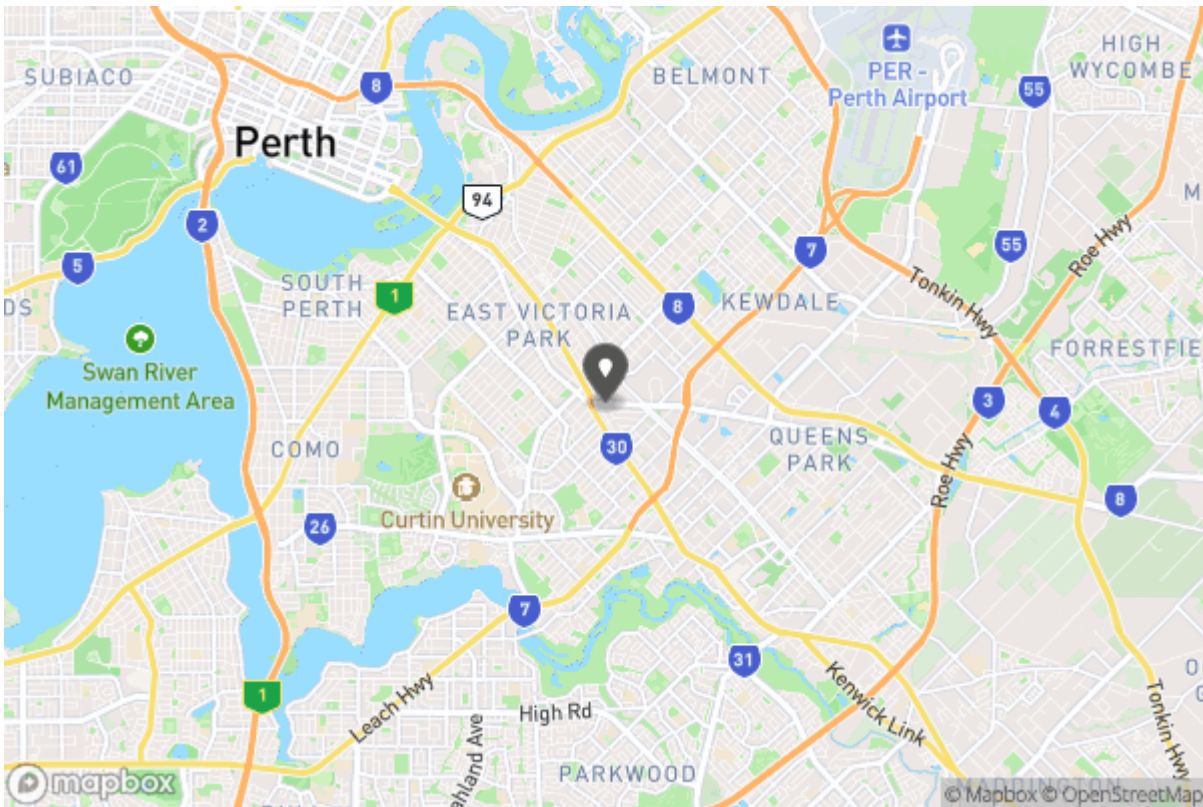 SUBIACO
BELMONT
HIGH
WYCOMBE
PER -
Perth Airport
8
55
Perth
61
94
2
7
55
Roe Hwy
5
SOUTH
PERTH
1
EAST VICTORIA
PARK
8
KEWDALE
Tonkin Hwy
Swan River
Management Area
3
4
COMO
30
QUEENS
PARK
Roe Hwy
8
Curtin University
26
7
31
1
Leach Hwy
High Rd
Kenwick Link
Tonkin Hwy
PARKWOOD
MADDINGTON
mapbox
© Mapbox © OpenStreetMap